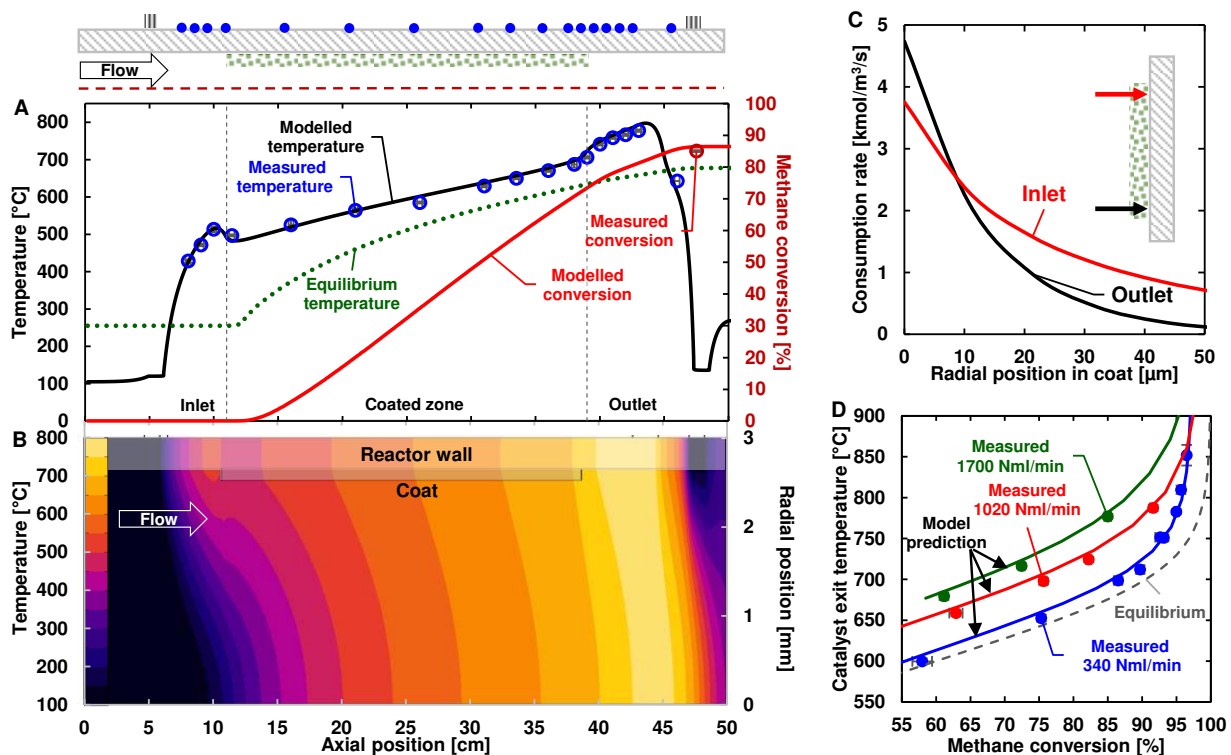 Flow
A
800
700
600
500
400
300
200
100
0
Temperature [°C]
Modelled
temperature
Measured
temperature
Equilibrium
temperature
Modelled
conversion
Measured
conversion
Inlet
Coated zone
Outlet
100
90
80
70
60
50
40
30
20
10
0
Methane conversion
[%]
B
800
700
600
500
400
300
200
100
Temperature [°C]
Reactor wall
Coat
Flow
3
2
1
0
Radial position [mm]
0
5
10
15
20
25
30
35
40
45
50
Axial position [cm]
C
5
4
3
2
1
0
Consumption rate [kmol/m³/s]
Inlet
Outlet
0
10
20
30
40
50
Radial position in coat [µm]
D
900
850
800
750
700
650
600
550
Catalyst exit temperature [°C]
Measured
1700 Nml/min
Measured
1020 Nml/min
Model
prediction
Equilibrium
Measured
340 Nml/min
55
60
65
70
75
80
85
90
95
100
Methane conversion [%]